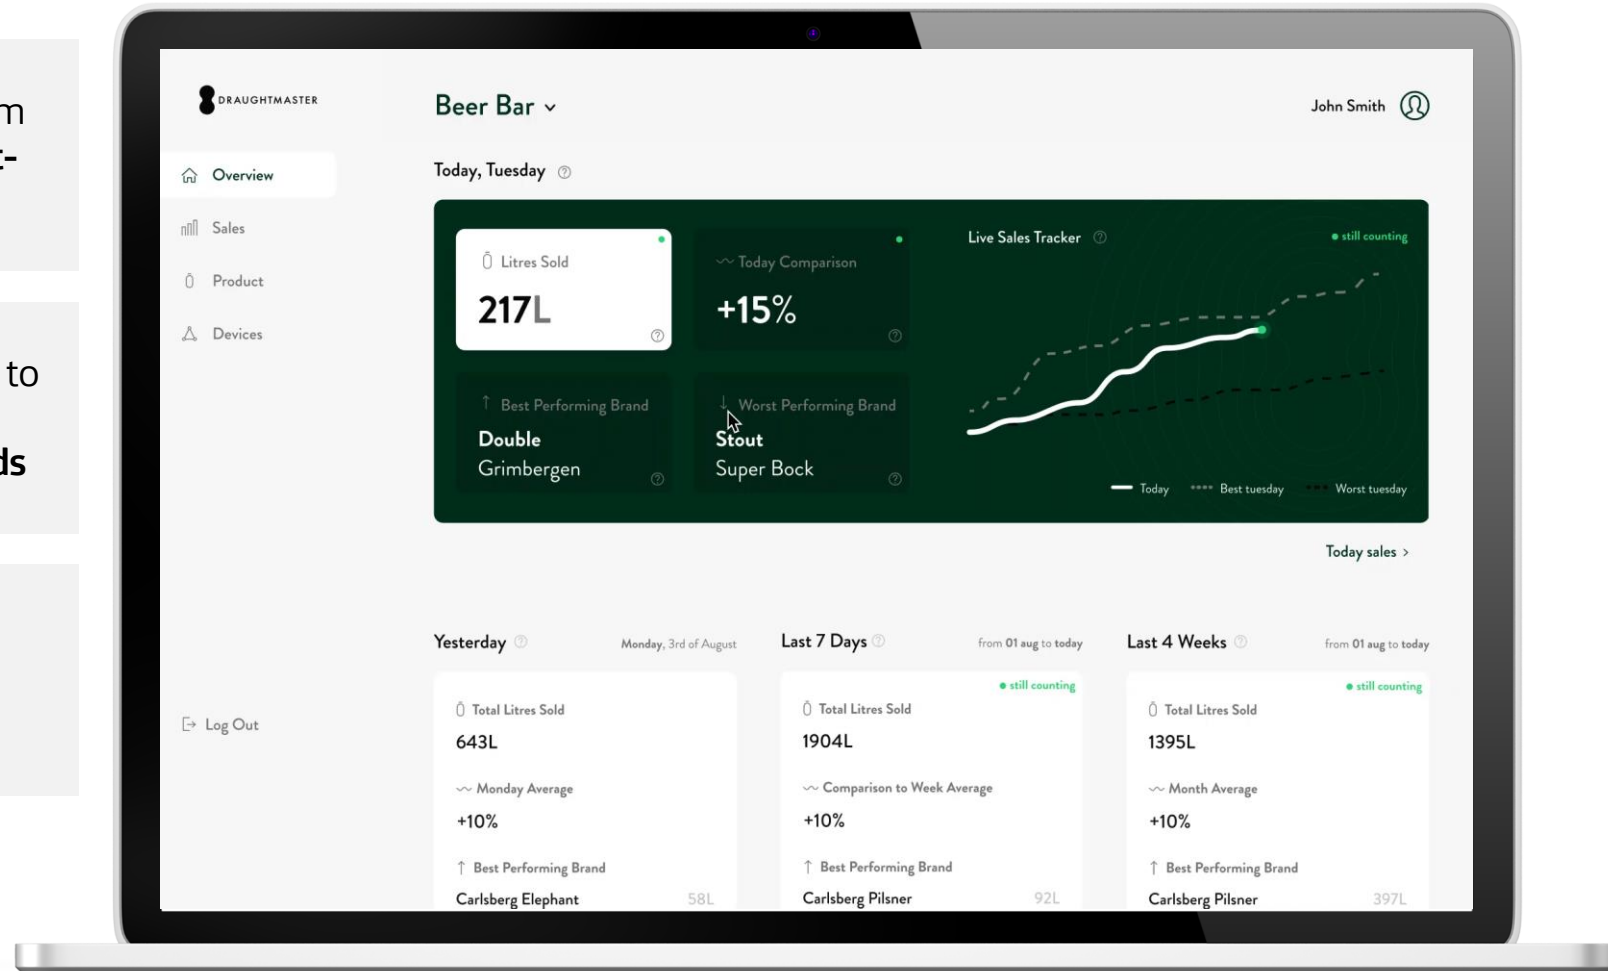 m
t-
to
ds
DRAUGHTMASTER
Beer Bar
John Smith
Overview
Sales
Product
Devices
Log Out
Today, Tuesday
Litres Sold
217L
Today Comparison
+15%
Best Performing Brand
Double
Grimbergen
Worst Performing Brand
Stout
Super Bock
Live Sales Tracker
still counting
Today
Best tuesday
Worst tuesday
Today sales >
Yesterday
Monday, 3rd of August
Total Litres Sold
643L
Monday Average
+10%
Best Performing Brand
Carlsberg Elephant 58L
Last 7 Days
from 01 aug to today
still counting
Total Litres Sold
1904L
Comparison to Week Average
+10%
Best Performing Brand
Carlsberg Pilsner 92L
Last 4 Weeks
from 01 aug to today
still counting
Total Litres Sold
1395L
Month Average
+10%
Best Performing Brand
Carlsberg Pilsner 397L